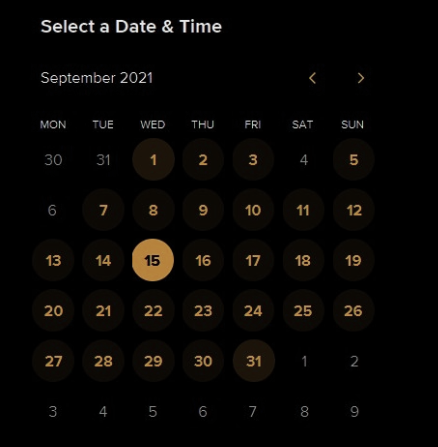 Select a Date & Time
September 2021
MON TUE WED THU FRI SAT SUN
30 31 1 2 3 4 5
6 7 8 9 10 11 12
13 14 15 16 17 18 19
20 21 22 23 24 25 26
27 28 29 30 31 1 2
3 4 5 6 7 8 9